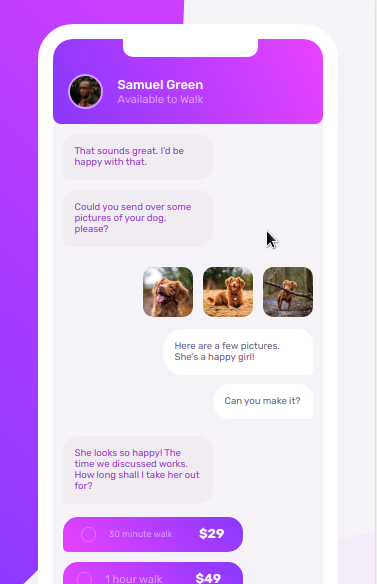 Samuel Green
Available to Walk
That sounds great. I'd be
happy with that.
Could you send over some
pictures of your dog,
please?
Here are a few pictures.
She's a happy girl!
Can you make it?
She looks so happy! The
time we discussed works.
How long shall I take her out
for?
30 minute walk $29
1 hour walk $49